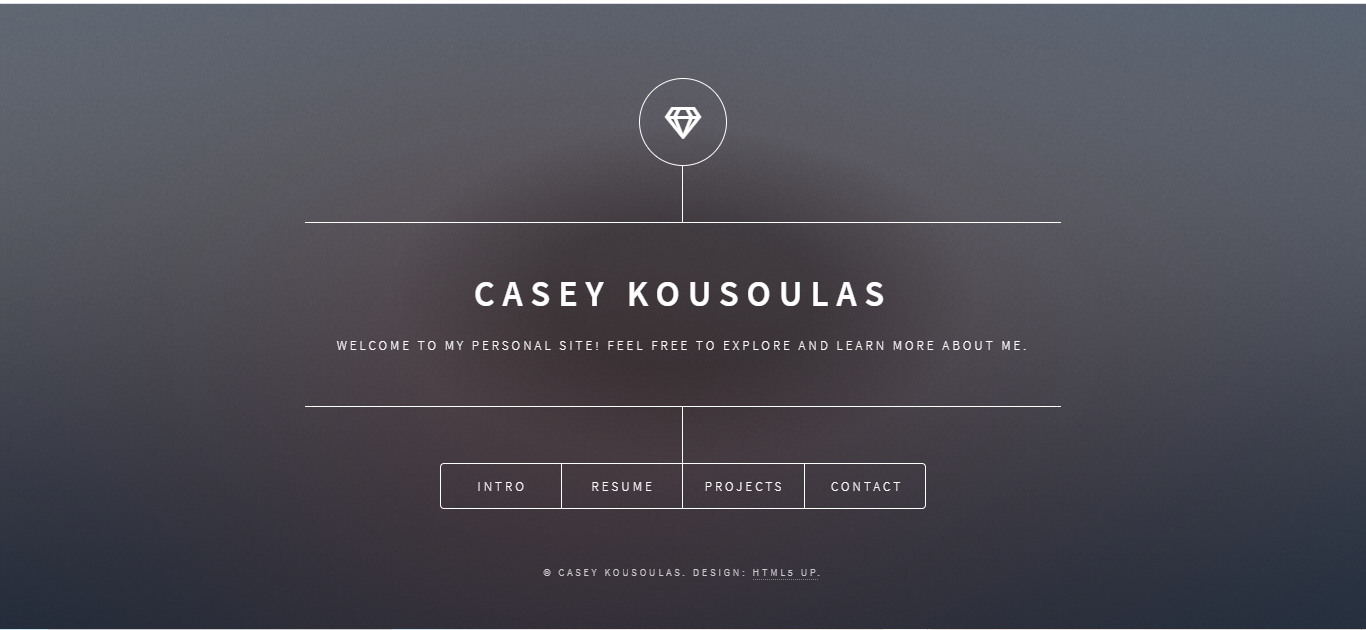 CASEY KOUSOULAS
WELCOME TO MY PERSONAL SITE! FEEL FREE TO EXPLORE AND LEARN MORE ABOUT ME.
INTRO RESUME PROJECTS CONTACT
© CASEY KOUSOULAS. DESIGN: HTML5 UP.